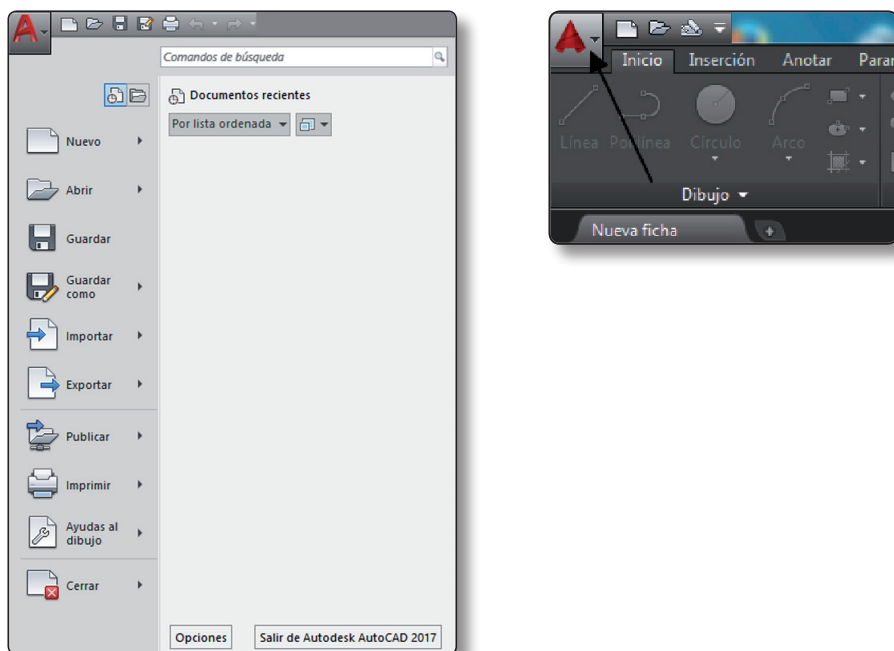 Comandos de búsqueda
Documentos recientes
Por lista ordenada
Nuevo
Abrir
Guardar
Guardar
como
Importar
Exportar
Publicar
Imprimir
Ayudas al
dibujo
Cerrar
Opciones
Salir de Autodesk AutoCAD 2017
Inicio
Inserción
Anotar
Línea
Polilínea
Círculo
Arco
Dibujo
Nueva ficha